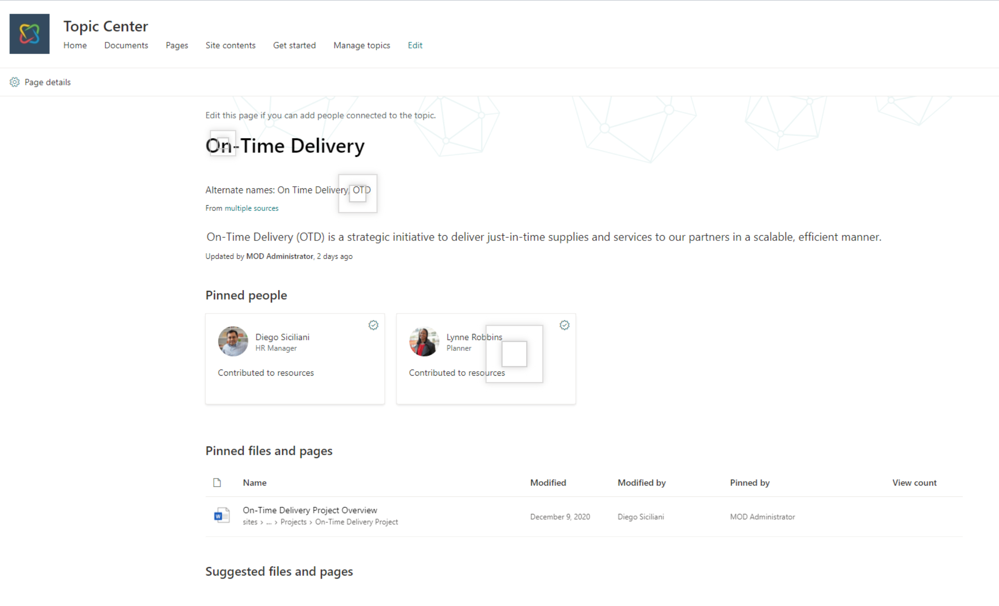 Topic Center
Home Documents Pages Site contents Get started Manage topics Edit
Page details
Edit this page if you can add people connected to the topic.
On-Time Delivery
Alternate names: On Time Delivery, OTD
From multiple sources
On-Time Delivery (OTD) is a strategic initiative to deliver just-in-time supplies and services to our partners in a scalable, efficient manner.
Updated by MOD Administrator, 2 days ago
Pinned people
Diego Siciliani
HR Manager
Contributed to resources
Lynne Robbins
Planner
Contributed to resources
Pinned files and pages
Name Modified Modified by Pinned by View count
W
On-Time Delivery Project Overview
sites > ... > Projects > On-Time Delivery Project
December 9, 2020 Diego Siciliani MOD Administrator
Suggested files and pages